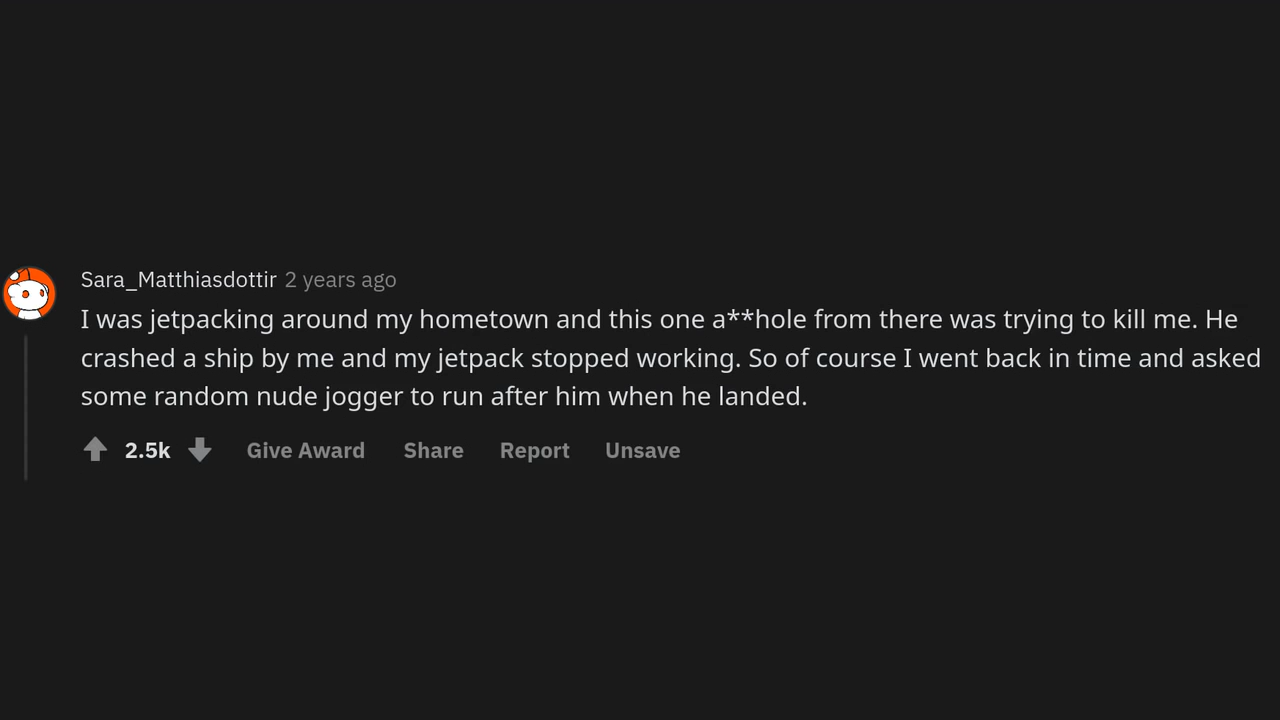 Sara_Matthiasdottir 2 years ago
I was jetpacking around my hometown and this one a**hole from there was trying to kill me. He
crashed a ship by me and my jetpack stopped working. So of course I went back in time and asked
some random nude jogger to run after him when he landed.
2.5k Give Award Share Report Unsave